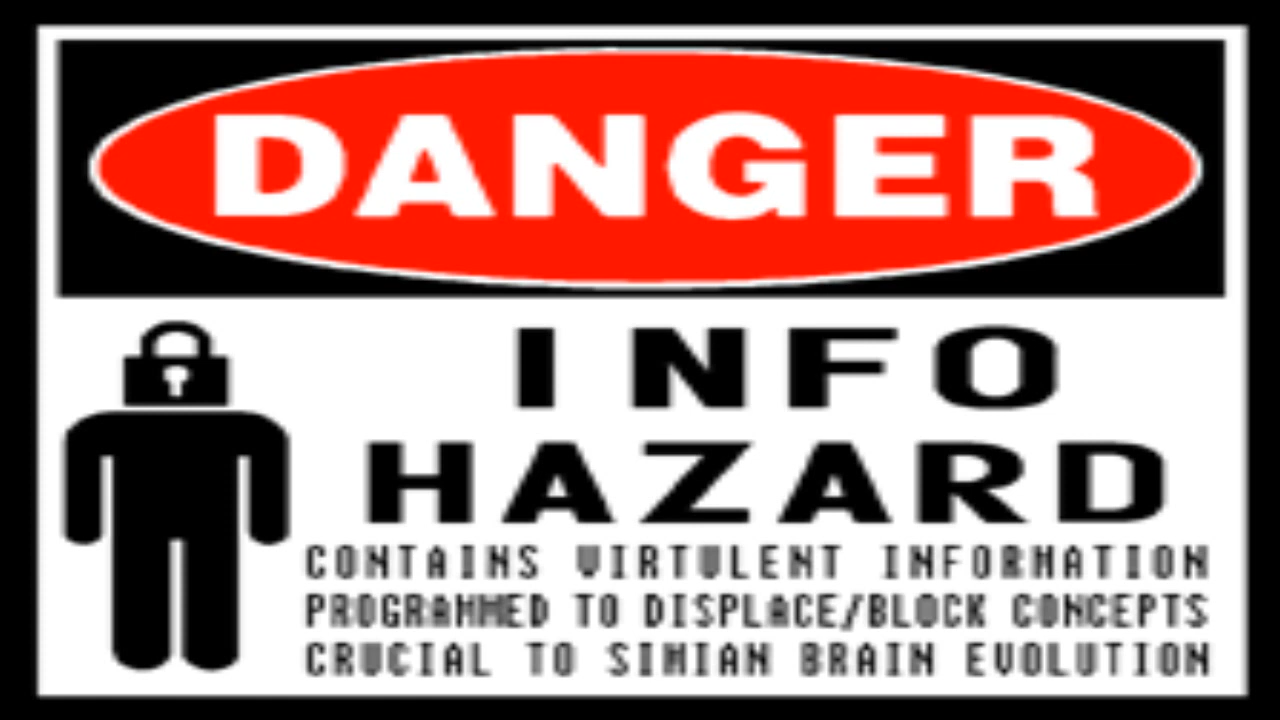 DANGER
INFO
HAZARD
CONTAINS VIRTULENT INFORMATION
PROGRAMMED TO DISPLACE/BLOCK CONCEPTS
CRUCIAL TO SIMIAN BRAIN EVOLUTION